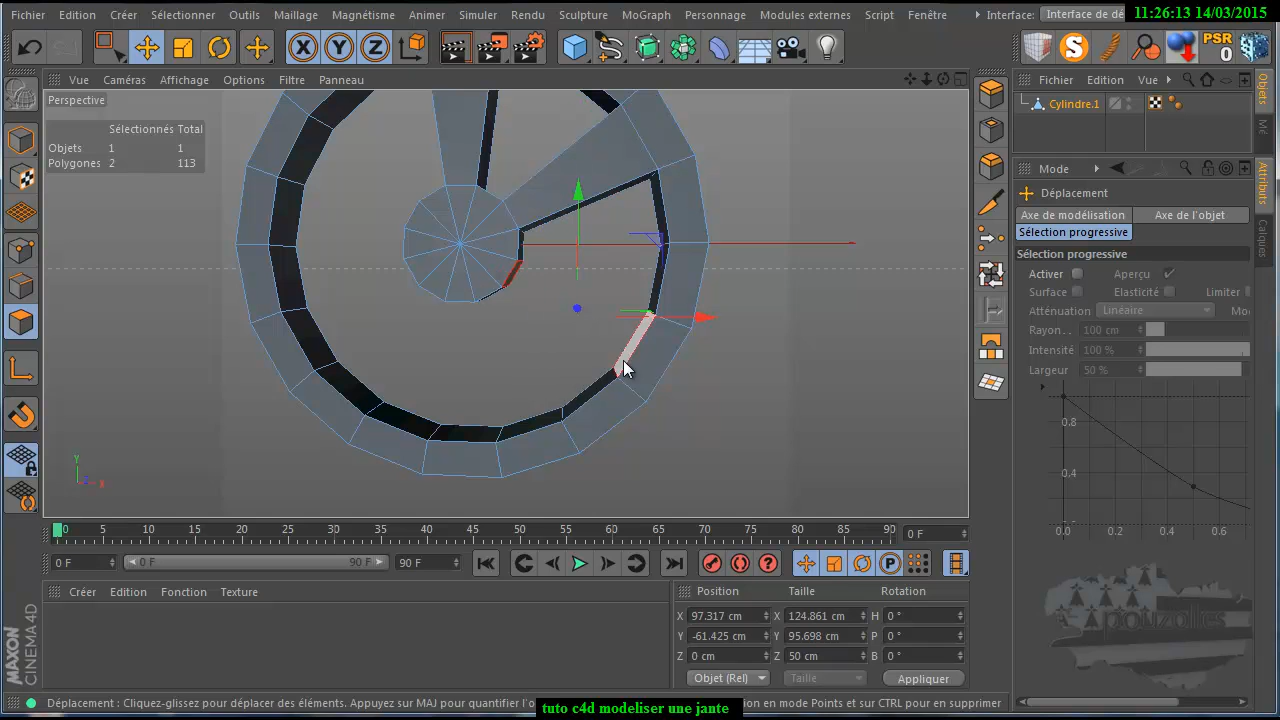 Fichier Edition Créer Sélectionner Outils Maillage Magnétisme Animer Simuler Rendu Sculpture MoGraph Personnage Modules externes Script Fenêtre Interface: Interface de dé
11:26:13 14/03/2015
X Y Z PSR 0
Vue Caméras Affichage Options Filtre Panneau
Fichier Edition Vue
Objets
Perspective
Cylindre.1
Sélectionnés Total
Objets 1 1
Polygones 2 113
Mé
Mode
Attributs
Déplacement
Axe de modélisation Axe de l'objet
Sélection progressive
Calques
Sélection progressive
Activer Aperçu
Surface Elasticité Limiter
Atténuation Linéaire Mo
Rayon.. 100 cm
Intensité 100 %
Largeur 50 %
0.8
0.4
0.0 0.2 0.4 0.6
Y
Z X
0 5 10 15 20 25 30 35 40 45 50 55 60 65 70 75 80 85 90 0 F
0 F 0 F 90 F 90 F P
Créer Edition Fonction Texture
Position Taille Rotation
X 97.317 cm X 124.861 cm H 0 °
Y -61.425 cm Y 95.698 cm P 0 °
Z 0 cm Z 50 cm B 0 °
Objet (Rel) Taille Appliquer
MAXON
CINEMA 4D
pouzailles
Déplacement : Cliquez-glissez pour déplacer des éléments. Appuyez sur MAJ pour quantifier l'o
tuto c4d modeliser une jante
en mode Points et sur CTRL pour en supprimer